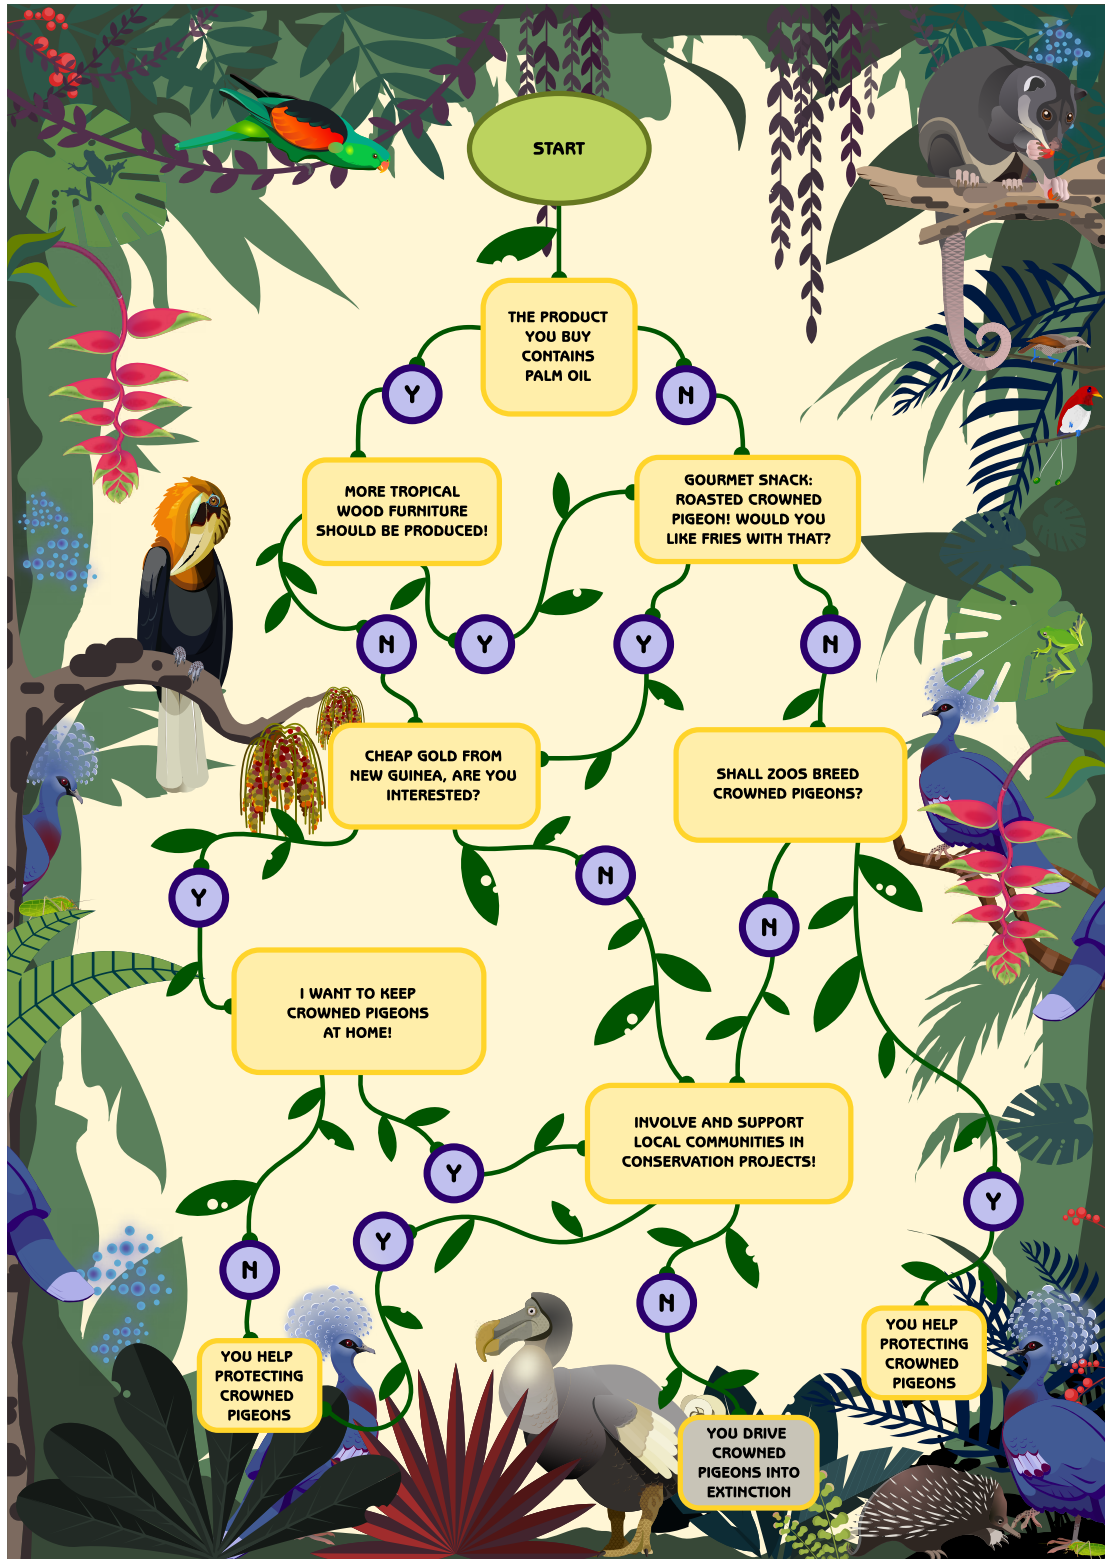 START
THE PRODUCT
YOU BUY
CONTAINS
PALM OIL
Y
N
MORE TROPICAL
WOOD FURNITURE
SHOULD BE PRODUCED!
GOURMET SNACK:
ROASTED CROWNED
PIGEON! WOULD YOU
LIKE FRIES WITH THAT?
N
Y
Y
N
CHEAP GOLD FROM
NEW GUINEA, ARE YOU
INTERESTED?
SHALL ZOOS BREED
CROWNED PIGEONS?
Y
N
N
I WANT TO KEEP
CROWNED PIGEONS
AT HOME!
INVOLVE AND SUPPORT
LOCAL COMMUNITIES IN
CONSERVATION PROJECTS!
Y
Y
Y
N
N
YOU HELP
PROTECTING
CROWNED
PIGEONS
YOU HELP
PROTECTING
CROWNED
PIGEONS
YOU DRIVE
CROWNED
PIGEONS INTO
EXTINCTION